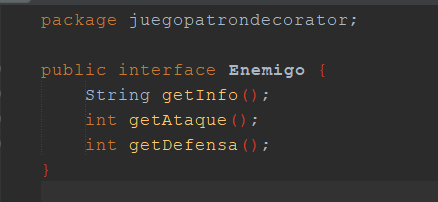 package juegopatrondecorator;
public interface Enemigo {
String getInfo();
int getAtaque();
int getDefensa();
}